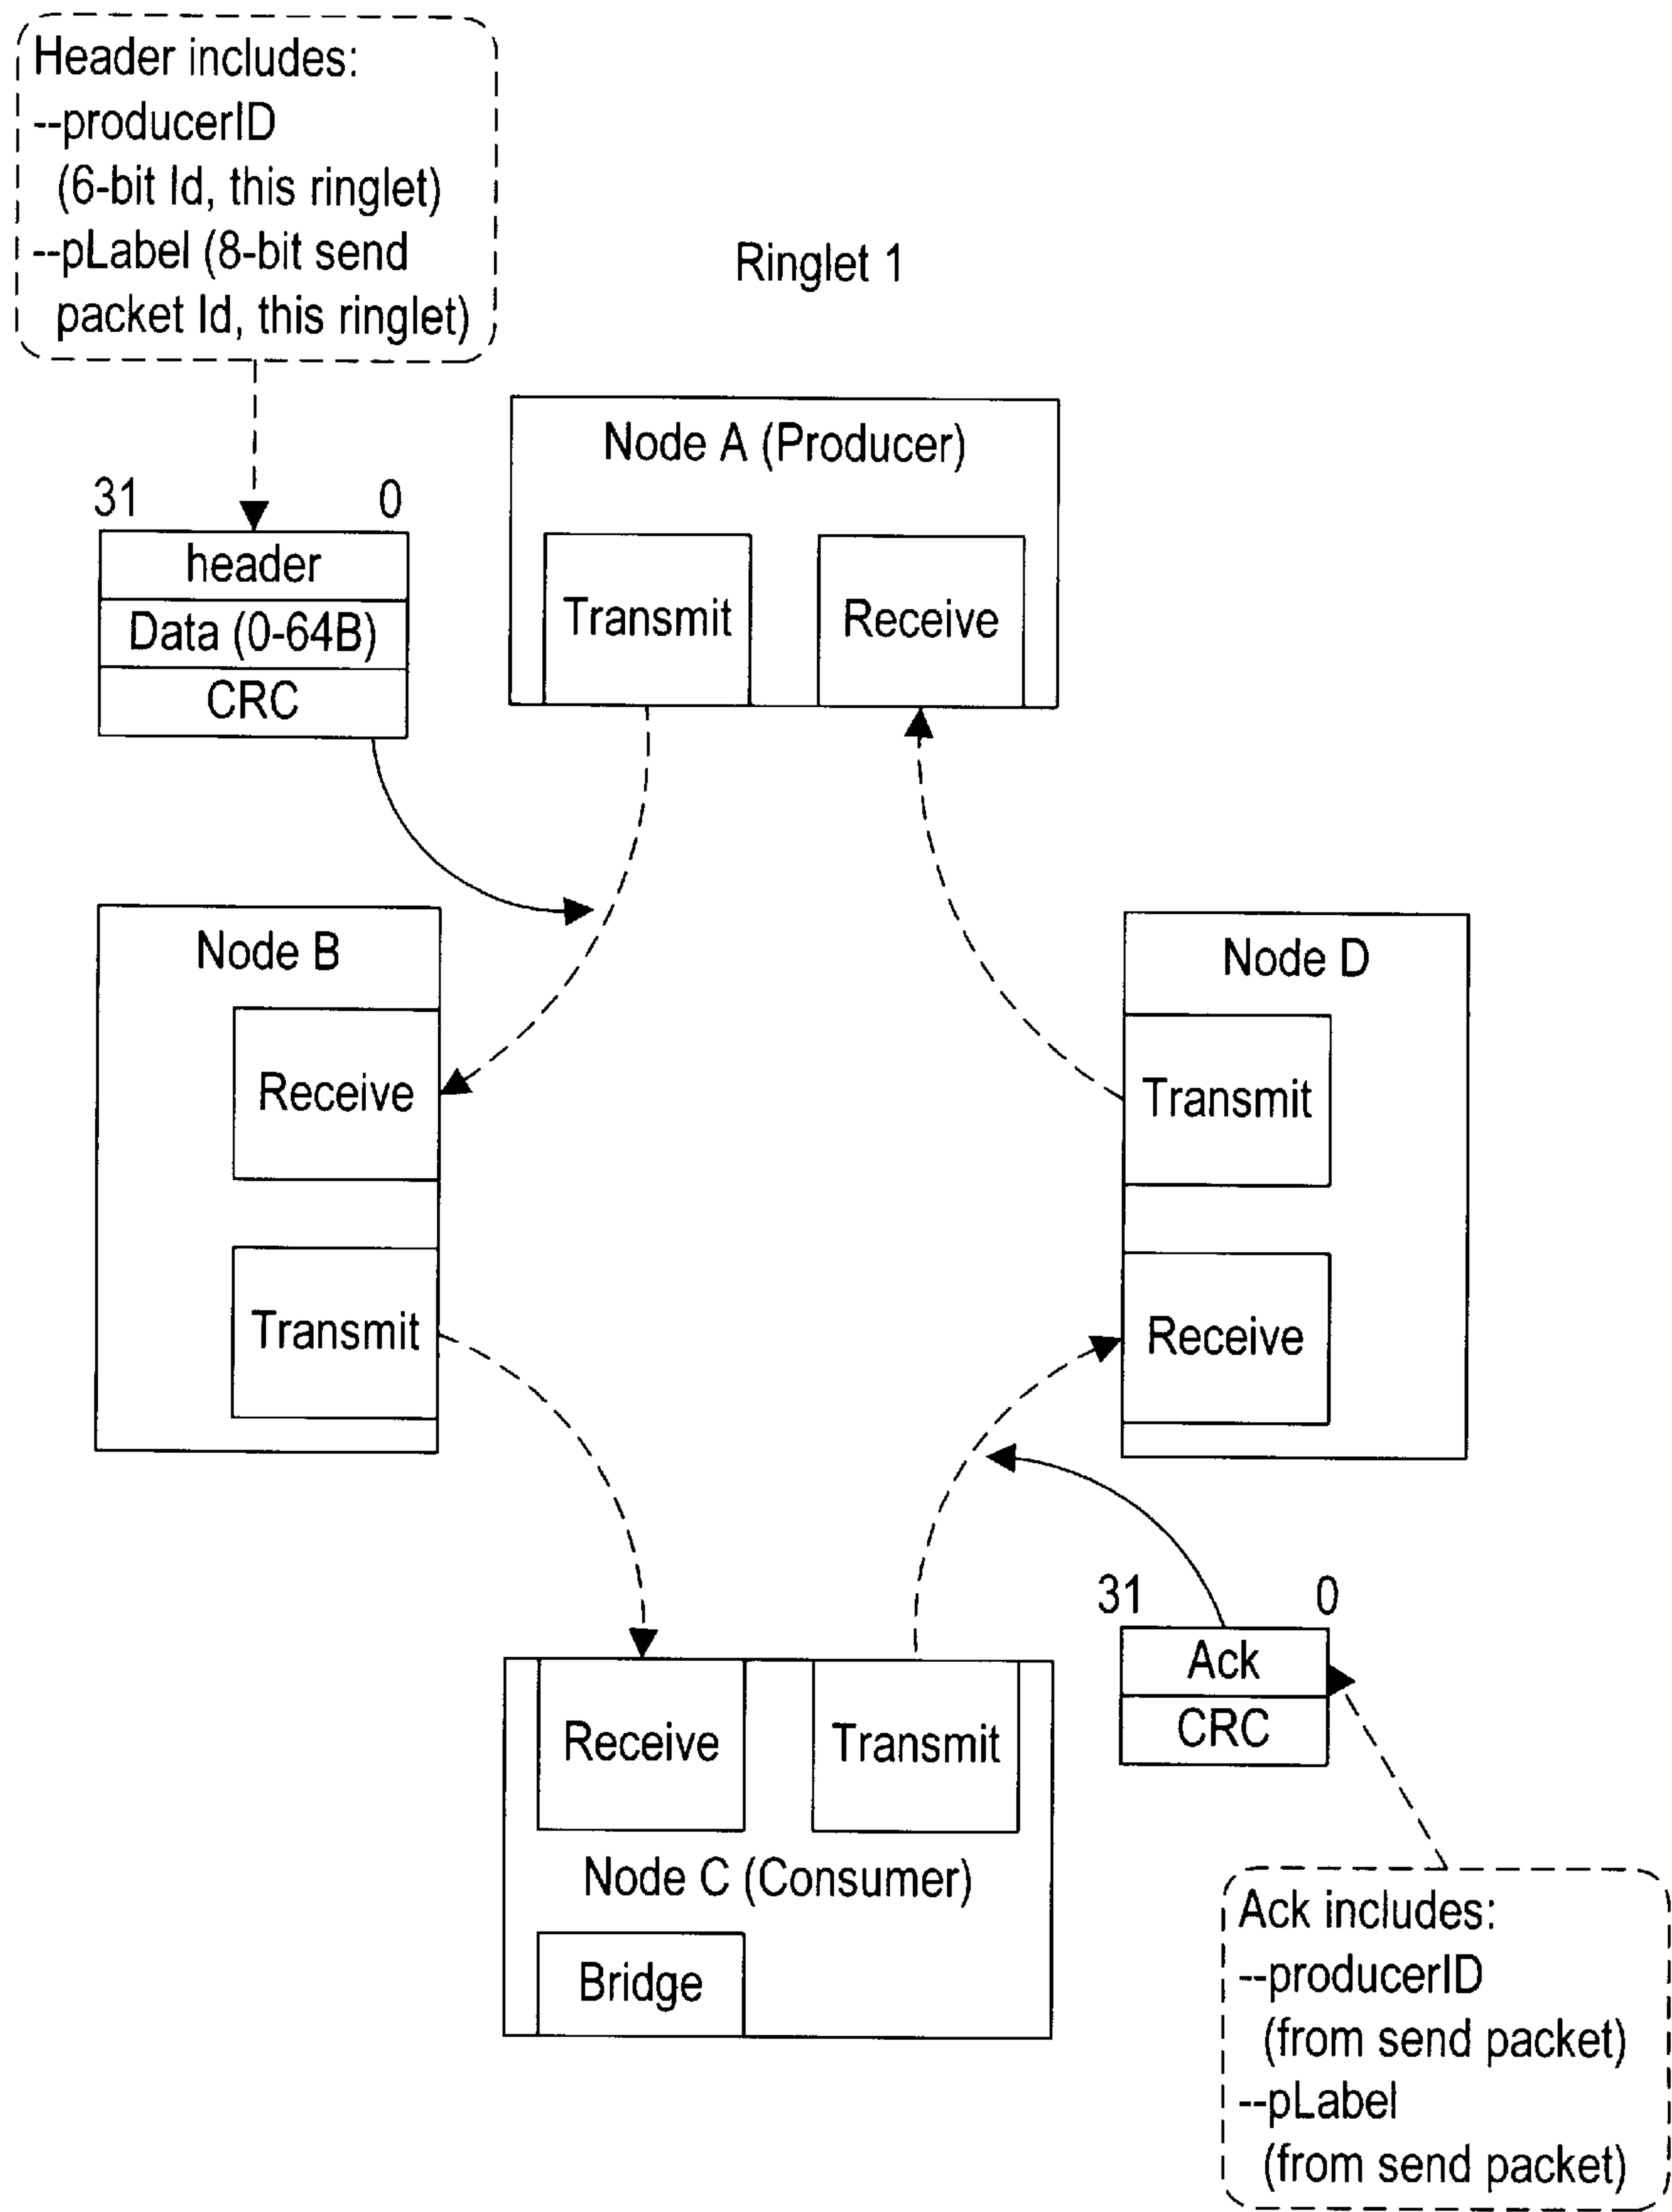 Header includes:
--producerID
(6-bit Id, this ringlet)
--pLabel (8-bit send
packet Id, this ringlet)
Ringlet 1
Node A (Producer)
Transmit
Receive
31
0
header
Data (0-64B)
CRC
Node B
Receive
Transmit
Node D
Transmit
Receive
Receive
Transmit
Node C (Consumer)
Bridge
31
0
Ack
CRC
Ack includes:
--producerID
(from send packet)
--pLabel
(from send packet)